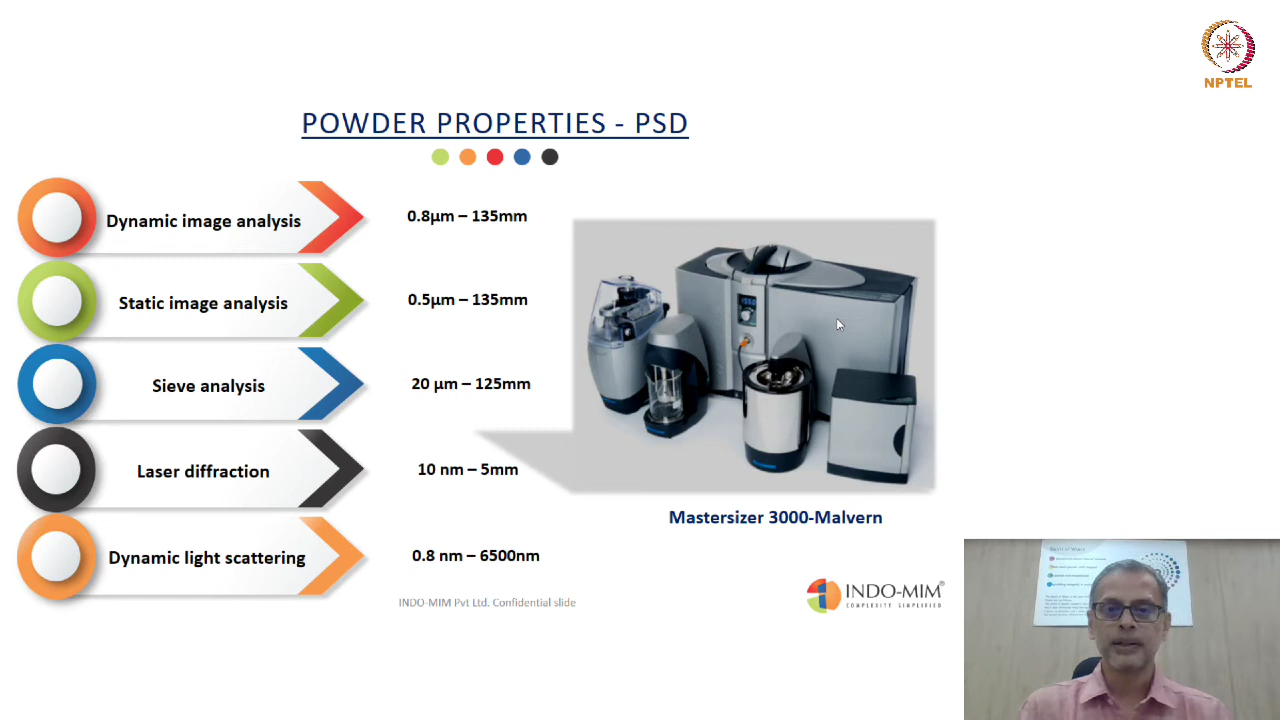 NPTEL
POWDER PROPERTIES - PSD
Dynamic image analysis
0.8µm – 135mm
Static image analysis
0.5µm – 135mm
Sieve analysis
20 µm – 125mm
Laser diffraction
10 nm – 5mm
Mastersizer 3000-Malvern
Dynamic light scattering
0.8 nm – 6500nm
INDO-MIM Pvt Ltd. Confidential slide
INDO-MIM®
COMPLEXITY SIMPLIFIED